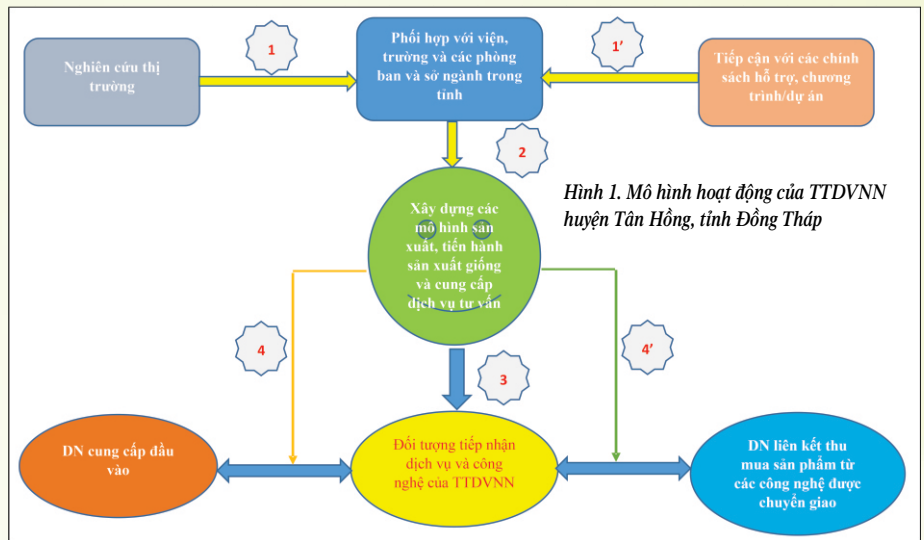 Nghiên cứu thị
trường
1
Phối hợp với viện,
trường và các phòng
ban và sở ngành trong
tỉnh
1’
Tiếp cận với các chính
sách hỗ trợ, chương
trình/dự án
2
Hình 1. Mô hình hoạt động của TTDVNN
huyện Tân Hồng, tỉnh Đồng Tháp
Xây dựng các
mô hình sản
xuất, tiến hành
sản xuất giống
và cung cấp
dịch vụ tư vấn
4
3
4’
DN cung cấp đầu
vào
Đối tượng tiếp nhận
dịch vụ và công
nghệ của TTDVNN
DN liên kết thu
mua sản phẩm từ
các công nghệ được
chuyển giao